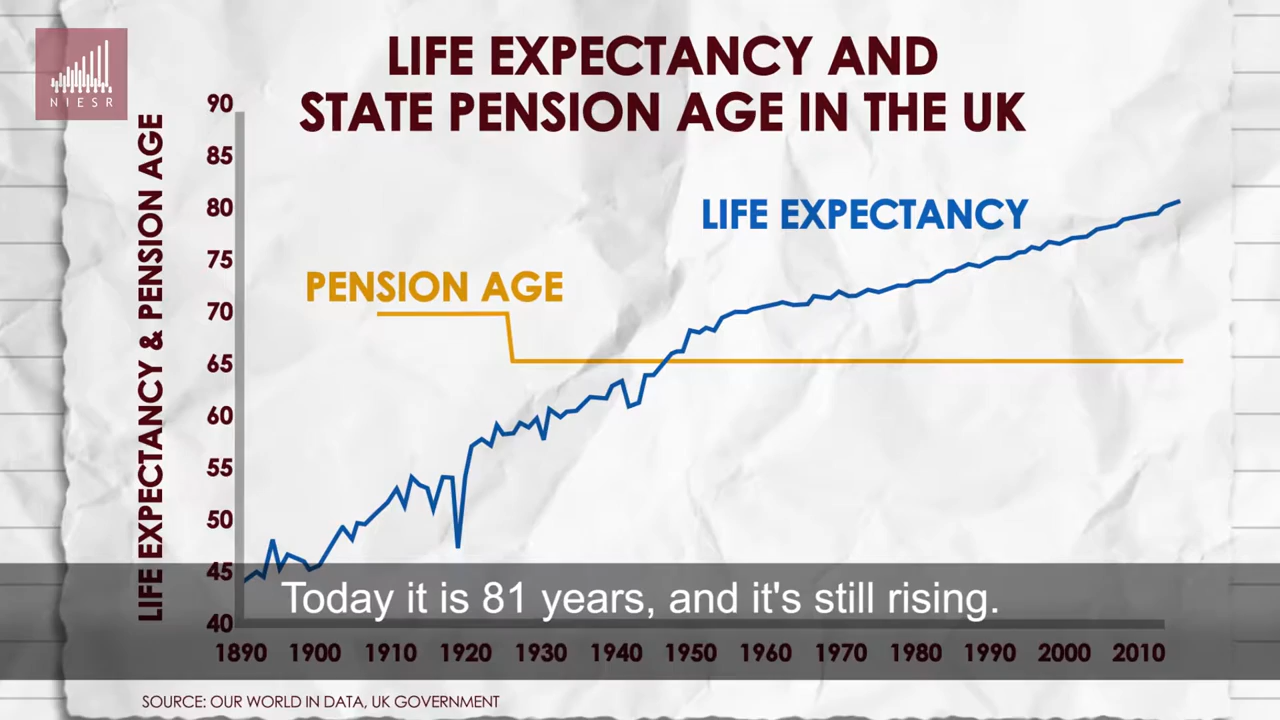 NIESR
LIFE EXPECTANCY AND
STATE PENSION AGE IN THE UK
LIFE EXPECTANCY & PENSION AGE
90
85
80
75
70
65
60
55
50
45
40
LIFE EXPECTANCY
PENSION AGE
Today it is 81 years, and it's still rising.
1890 1900 1910 1920 1930 1940 1950 1960 1970 1980 1990 2000 2010
SOURCE: OUR WORLD IN DATA, UK GOVERNMENT